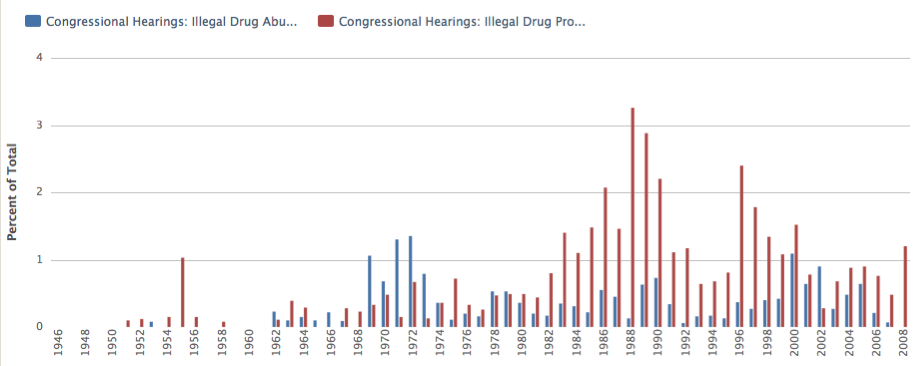 Congressional Hearings: Illegal Drug Abu... Congressional Hearings: Illegal Drug Pro...
4
3
2
1
0
Percent of Total
1946 1948 1950 1952 1954 1956 1958 1960 1962 1964 1966 1968 1970 1972 1974 1976 1978 1980 1982 1984 1986 1988 1990 1992 1994 1996 1998 2000 2002 2004 2006 2008